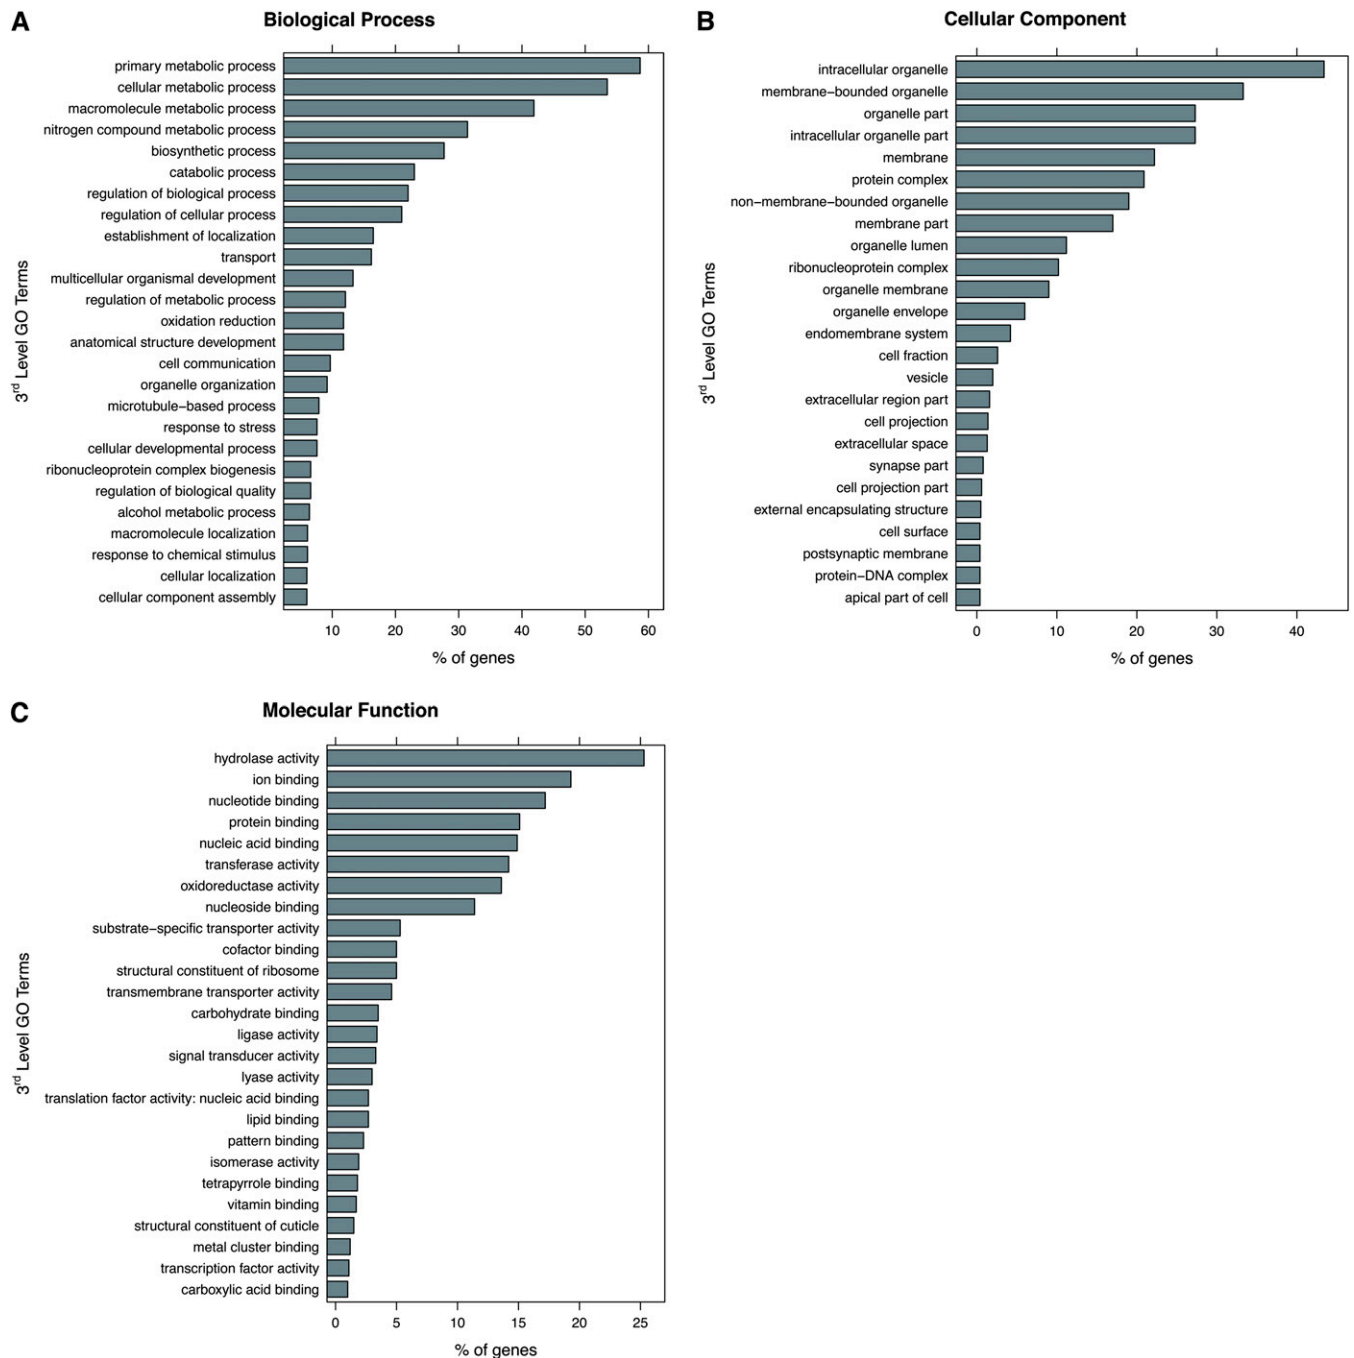 A
Biological Process
3rd Level GO Terms
primary metabolic process
cellular metabolic process
macromolecule metabolic process
nitrogen compound metabolic process
biosynthetic process
catabolic process
regulation of biological process
regulation of cellular process
establishment of localization
transport
multicellular organismal development
regulation of metabolic process
oxidation reduction
anatomical structure development
cell communication
organelle organization
microtubule−based process
response to stress
cellular developmental process
ribonucleoprotein complex biogenesis
regulation of biological quality
alcohol metabolic process
macromolecule localization
response to chemical stimulus
cellular localization
cellular component assembly
10 20 30 40 50 60
% of genes
B
Cellular Component
3rd Level GO Terms
intracellular organelle
membrane−bounded organelle
organelle part
intracellular organelle part
membrane
protein complex
non−membrane−bounded organelle
membrane part
organelle lumen
ribonucleoprotein complex
organelle membrane
organelle envelope
endomembrane system
cell fraction
vesicle
extracellular region part
cell projection
extracellular space
synapse part
cell projection part
external encapsulating structure
cell surface
postsynaptic membrane
protein−DNA complex
apical part of cell
0 10 20 30 40
% of genes
C
Molecular Function
3rd Level GO Terms
hydrolase activity
ion binding
nucleotide binding
protein binding
nucleic acid binding
transferase activity
oxidoreductase activity
nucleoside binding
substrate−specific transporter activity
cofactor binding
structural constituent of ribosome
transmembrane transporter activity
carbohydrate binding
ligase activity
signal transducer activity
lyase activity
translation factor activity: nucleic acid binding
lipid binding
pattern binding
isomerase activity
tetrapyrrole binding
vitamin binding
structural constituent of cuticle
metal cluster binding
transcription factor activity
carboxylic acid binding
0 5 10 15 20 25
% of genes